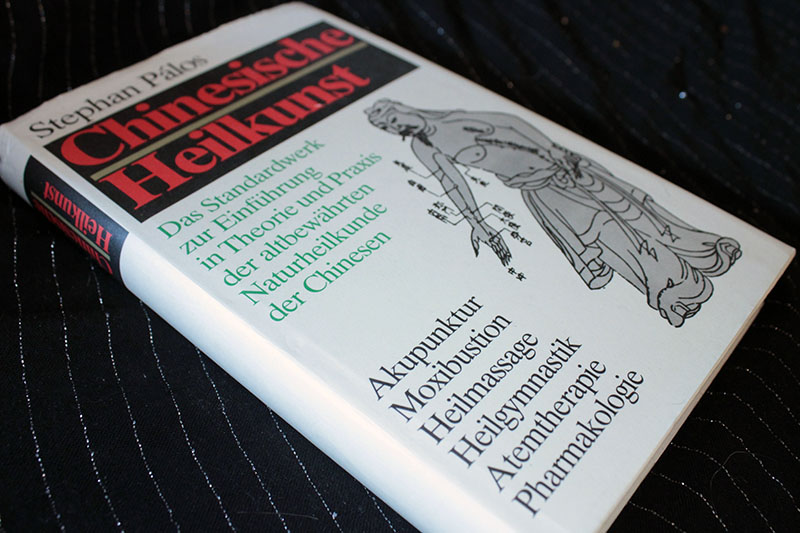 Stephan Pálos
Chinesische
Heilkunst
Das Standardwerk
zur Einführung
in Theorie und Praxis
der altbewährten
Naturheilkunde
der Chinesen
Akupunktur
Moxibustion
Heilmassage
Heilgymnastik
Atemtherapie
Pharmakologie
Chinesische
Heilkunst